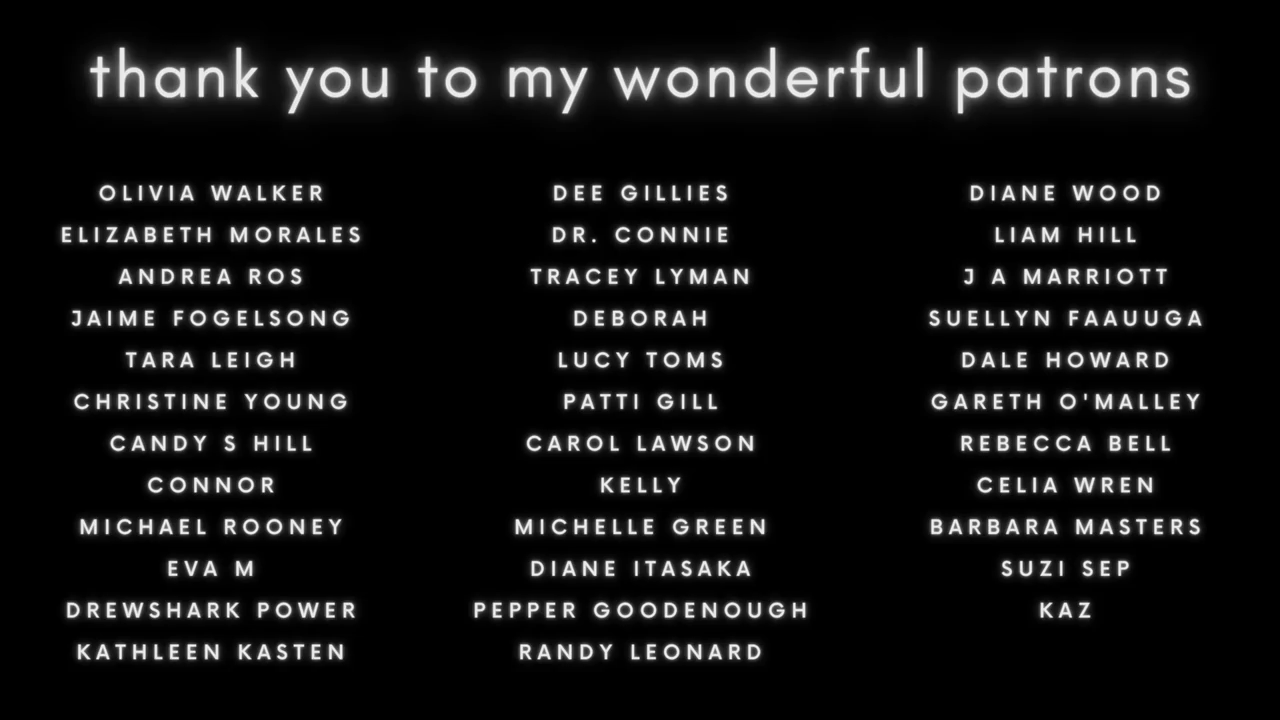 thank you to my wonderful patrons
OLIVIA WALKER
ELIZABETH MORALES
ANDREA ROS
JAIME FOGELSONG
TARA LEIGH
CHRISTINE YOUNG
CANDY S HILL
CONNOR
MICHAEL ROONEY
EVA M
DREWSHARK POWER
KATHLEEN KASTEN
DEE GILLIES
DR. CONNIE
TRACEY LYMAN
DEBORAH
LUCY TOMS
PATTI GILL
CAROL LAWSON
KELLY
MICHELLE GREEN
DIANE ITASAKA
PEPPER GOODENOUGH
RANDY LEONARD
DIANE WOOD
LIAM HILL
J A MARRIOTT
SUELLYN FAAUUGA
DALE HOWARD
GARETH O'MALLEY
REBECCA BELL
CELIA WREN
BARBARA MASTERS
SUZI SEP
KAZ